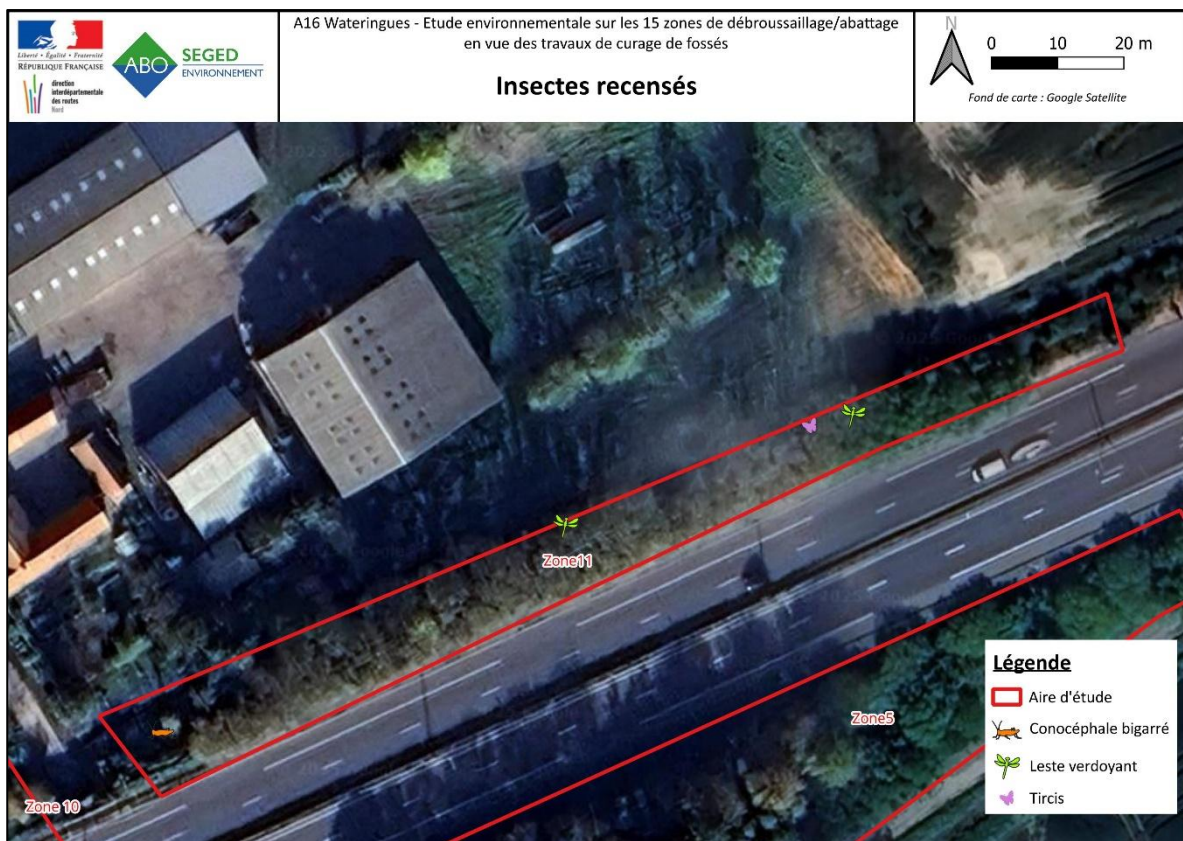 Liberté • Égalité • Fraternité
RÉPUBLIQUE FRANÇAISE
direction
interdépartementale
des routes
Nord
ABO
SEGED
ENVIRONNEMENT
A16 Wateringues - Etude environnementale sur les 15 zones de débroussaillage/abattage
en vue des travaux de curage de fossés
Insectes recensés
N
0 10 20 m
Fond de carte : Google Satellite
Zone11
Zone5
Zone 10
Légende
Aire d'étude
Conocéphale bigarré
Leste verdoyant
Tircis